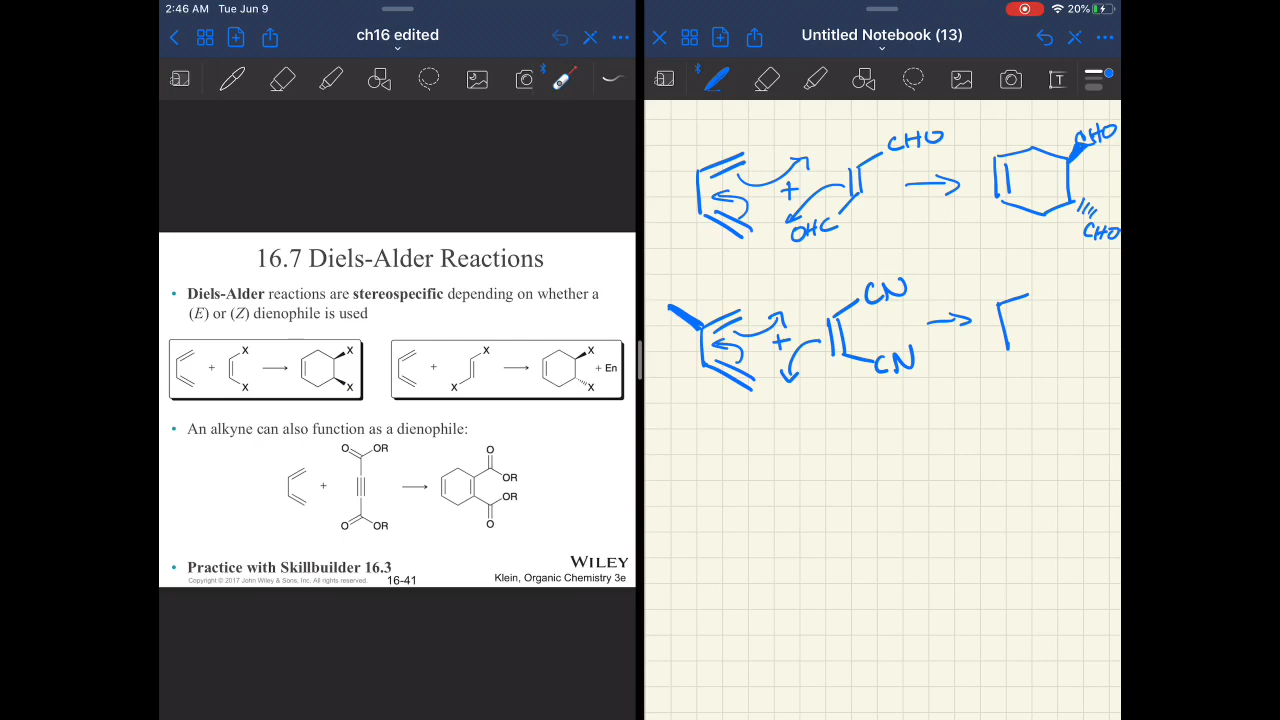 2:46 AM Tue Jun 9
20%
ch16 edited
Untitled Notebook (13)
T
16.7 Diels-Alder Reactions
• Diels-Alder reactions are stereospecific depending on whether a
(E) or (Z) dienophile is used
X
+
X
X
X
X
+
X
X
+ En
X
• An alkyne can also function as a dienophile:
O OR
+
O OR
O
OR
OR
O
• Practice with Skillbuilder 16.3
Copyright © 2017 John Wiley & Sons, Inc. All rights reserved.
16-41
WILEY
Klein, Organic Chemistry 3e
CHO
+
OHC
CHO
CHO
CN
+
CN